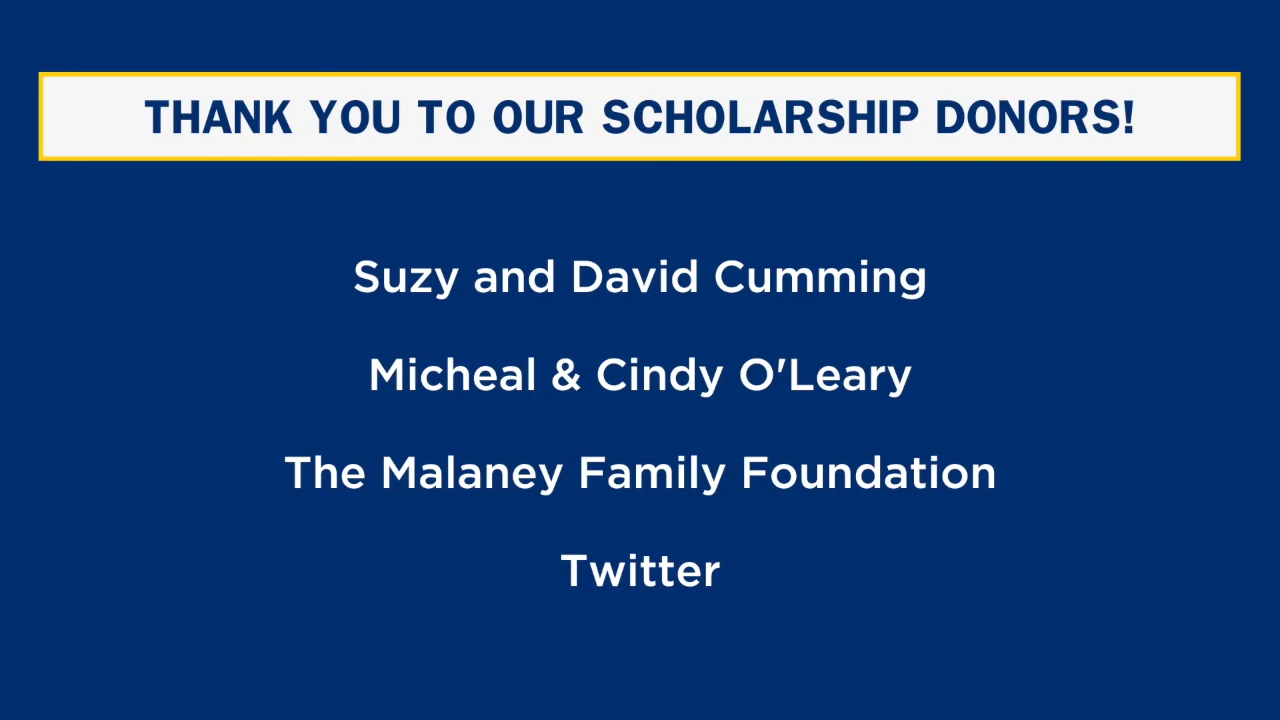 THANK YOU TO OUR SCHOLARSHIP DONORS!
Suzy and David Cumming
Micheal & Cindy O'Leary
The Malaney Family Foundation
Twitter